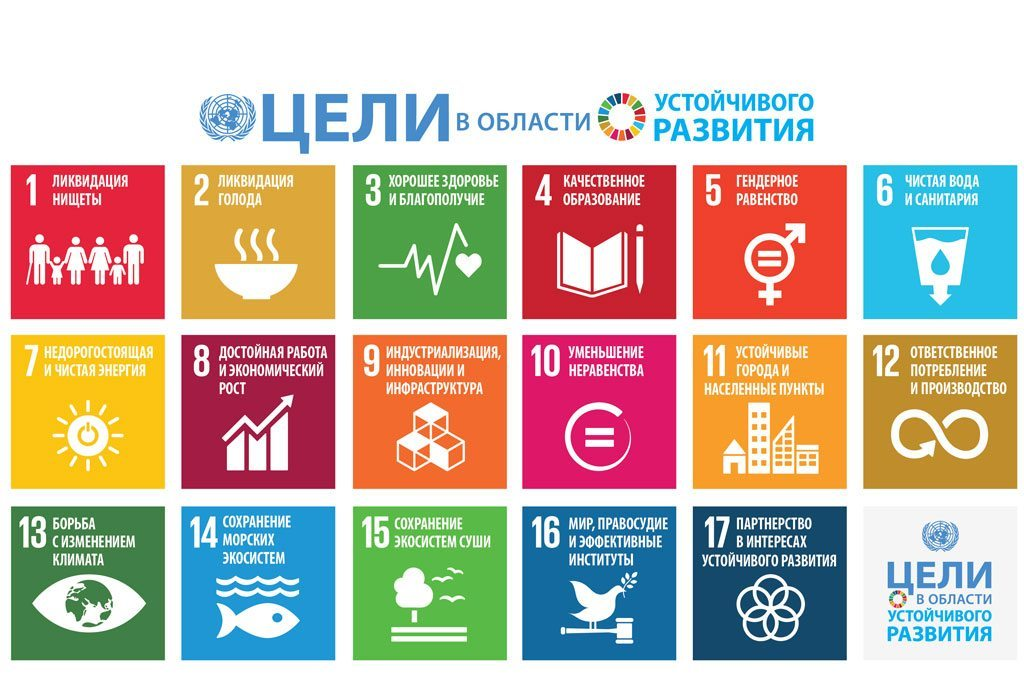 ЦЕЛИ В ОБЛАСТИ УСТОЙЧИВОГО
РАЗВИТИЯ
1 ЛИКВИДАЦИЯ
НИЩЕТЫ
2 ЛИКВИДАЦИЯ
ГОЛОДА
3 ХОРОШЕЕ ЗДОРОВЬЕ
И БЛАГОПОЛУЧИЕ
4 КАЧЕСТВЕННОЕ
ОБРАЗОВАНИЕ
5 ГЕНДЕРНОЕ
РАВЕНСТВО
6 ЧИСТАЯ ВОДА
И САНИТАРИЯ
7 НЕДОРОГОСТОЯЩАЯ
И ЧИСТАЯ ЭНЕРГИЯ
8 ДОСТОЙНАЯ РАБОТА
И ЭКОНОМИЧЕСКИЙ
РОСТ
9 ИНДУСТРИАЛИЗАЦИЯ,
ИННОВАЦИИ И
ИНФРАСТРУКТУРА
10 УМЕНЬШЕНИЕ
НЕРАВЕНСТВА
11 УСТОЙЧИВЫЕ
ГОРОДА И
НАСЕЛЕННЫЕ ПУНКТЫ
12 ОТВЕТСТВЕННОЕ
ПОТРЕБЛЕНИЕ
И ПРОИЗВОДСТВО
13 БОРЬБА
С ИЗМЕНЕНИЕМ
КЛИМАТА
14 СОХРАНЕНИЕ
МОРСКИХ
ЭКОСИСТЕМ
15 СОХРАНЕНИЕ
ЭКОСИСТЕМ СУШИ
16 МИР, ПРАВОСУДИЕ
И ЭФФЕКТИВНЫЕ
ИНСТИТУТЫ
17 ПАРТНЕРСТВО
В ИНТЕРЕСАХ
УСТОЙЧИВОГО РАЗВИТИЯ
ЦЕЛИ
В ОБЛАСТИ
УСТОЙЧИВОГО
РАЗВИТИЯ